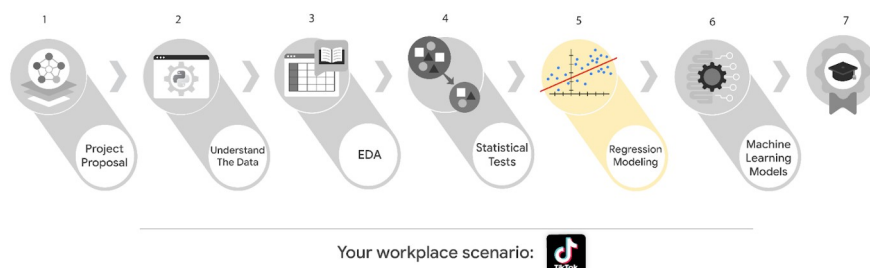 1
2
3
4
5
6
7
Project
Proposal
Understand
The Data
EDA
Statistical
Tests
Regression
Modeling
Machine
Learning
Models
Your workplace scenario:
TikTok